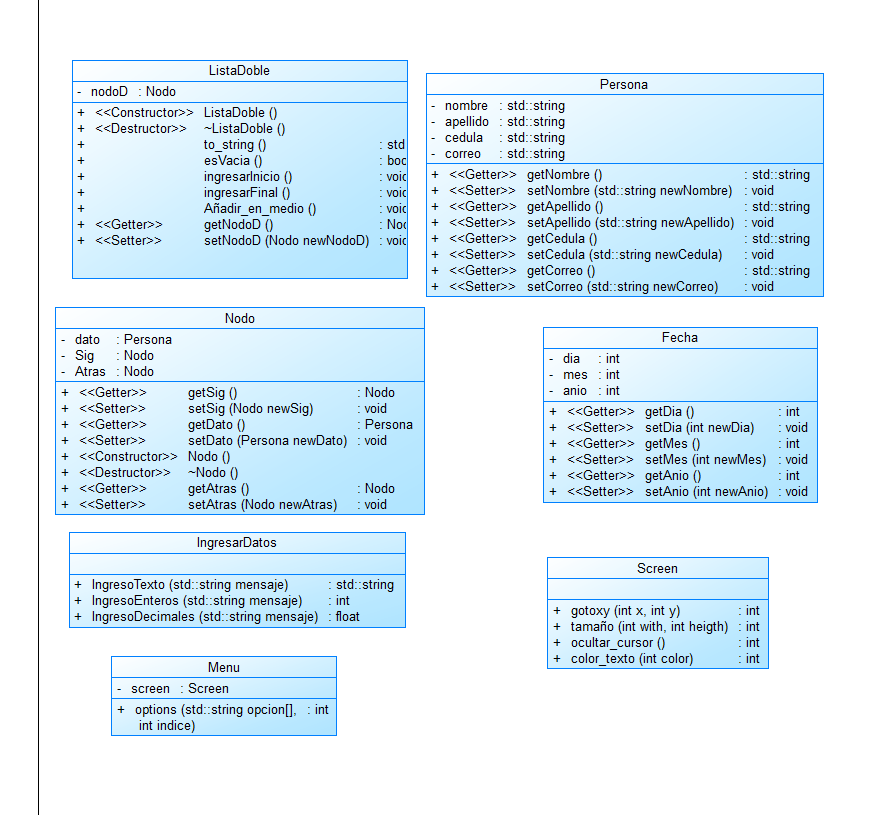 ListaDoble
- nodoD : Nodo
+ <<Constructor>> ListaDoble ()
+ <<Destructor>> ~ListaDoble ()
+ to_string () : std
+ esVacia () : boo
+ ingresarInicio () : void
+ ingresarFinal () : void
+ Añadir_en_medio () : void
+ <<Getter>> getNodoD () : Noo
+ <<Setter>> setNodoD (Nodo newNodoD) : void
Persona
- nombre : std::string
- apellido : std::string
- cedula : std::string
- correo : std::string
+ <<Getter>> getNombre () : std::string
+ <<Setter>> setNombre (std::string newNombre) : void
+ <<Getter>> getApellido () : std::string
+ <<Setter>> setApellido (std::string newApellido) : void
+ <<Getter>> getCedula () : std::string
+ <<Setter>> setCedula (std::string newCedula) : void
+ <<Getter>> getCorreo () : std::string
+ <<Setter>> setCorreo (std::string newCorreo) : void
Nodo
- dato : Persona
- Sig : Nodo
- Atras : Nodo
+ <<Getter>> getSig () : Nodo
+ <<Setter>> setSig (Nodo newSig) : void
+ <<Getter>> getDato () : Persona
+ <<Setter>> setDato (Persona newDato) : void
+ <<Constructor>> Nodo ()
+ <<Destructor>> ~Nodo ()
+ <<Getter>> getAtras () : Nodo
+ <<Setter>> setAtras (Nodo newAtras) : void
Fecha
- dia : int
- mes : int
- anio : int
+ <<Getter>> getDia () : int
+ <<Setter>> setDia (int newDia) : void
+ <<Getter>> getMes () : int
+ <<Setter>> setMes (int newMes) : void
+ <<Getter>> getAnio () : int
+ <<Setter>> setAnio (int newAnio) : void
IngresarDatos
+ IngresoTexto (std::string mensaje) : std::string
+ IngresoEnteros (std::string mensaje) : int
+ IngresoDecimales (std::string mensaje) : float
Screen
+ gotoxy (int x, int y) : int
+ tamaño (int with, int heigth) : int
+ ocultar_cursor () : int
+ color_texto (int color) : int
Menu
- screen : Screen
+ options (std::string opcion[], : int
int indice)